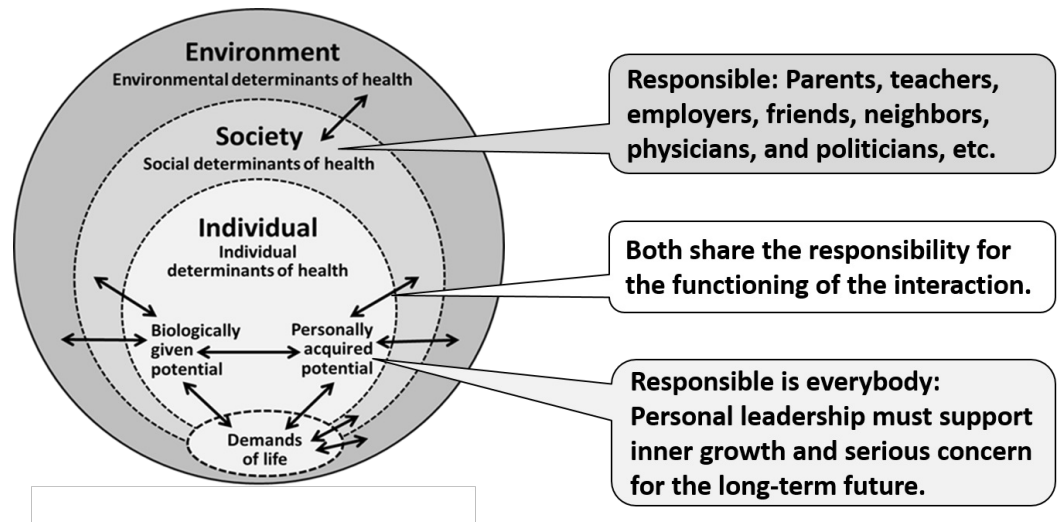 Environment
Environmental determinants of health
Society
Social determinants of health
Individual
Individual
determinants of health
Biologically
given
potential
Personally
acquired
potential
Demands
of life
Responsible: Parents, teachers,
employers, friends, neighbors,
physicians, and politicians, etc.
Both share the responsibility for
the functioning of the interaction.
Responsible is everybody:
Personal leadership must support
inner growth and serious concern
for the long-term future.